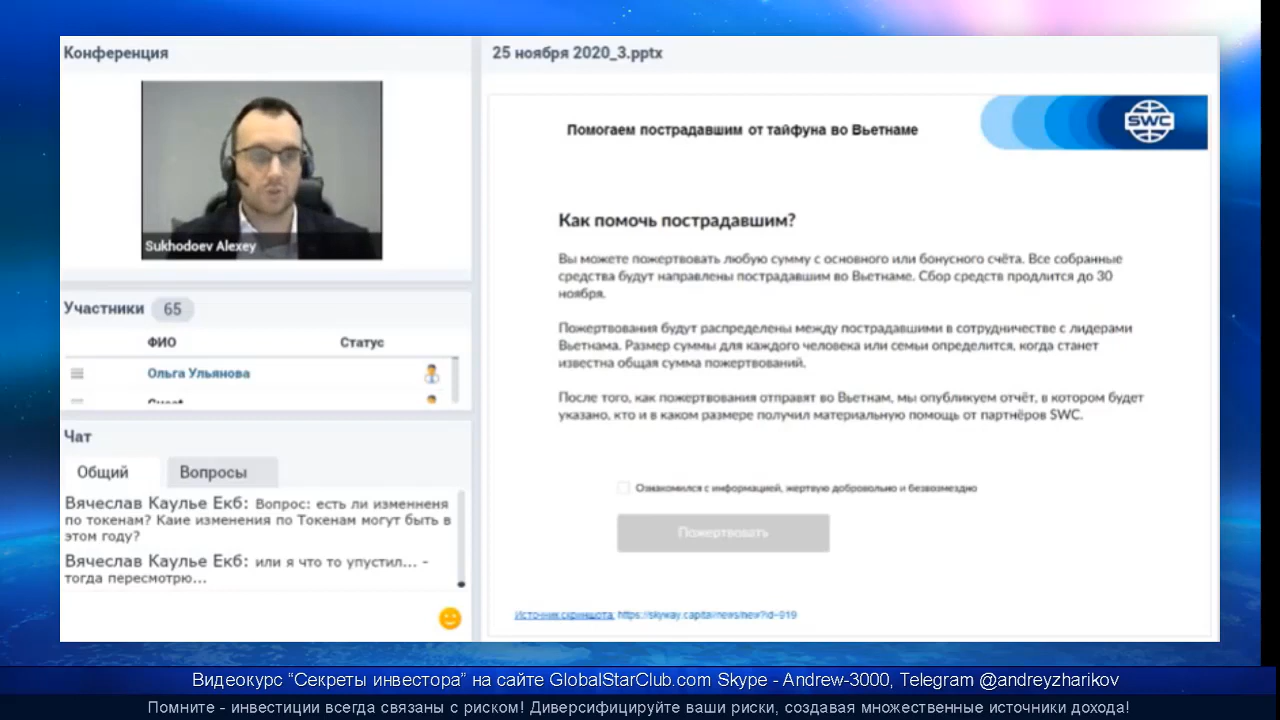 Конференция
Sukhodoev Alexey
Участники 65
ФИО Статус
Ольга Ульянова
Guest
Чат
Общий Вопросы
Вячеслав Каулье Екб: Вопрос: есть ли измeнненя
по токенам? Каие изменения по Токенам могут быть в
этом году?
Вячеслав Каулье Екб: или я что то упустил... -
тогда пересмотрю...
25 ноября 2020_3.pptx
Помогаем пострадавшим от тайфуна во Вьетнаме
SWC
Как помочь пострадавшим?
Вы можете пожертвовать любую сумму с основного или бонусного счёта. Все собранные
средства будут направлены пострадавшим во Вьетнаме. Сбор средств продлится до 30
ноября.
Пожертвования будут распределены между пострадавшими в сотрудничестве с лидерами
Вьетнама. Размер суммы для каждого человека или семьи определится, когда станет
известна общая сумма пожертвований.
После того, как пожертвования отправят во Вьетнам, мы опубликуем отчёт, в котором будет
указано, кто и в каком размере получил материальную помощь от партнёров SWC.
Ознакомился с информацией, жертвую добровольно и безвозмездно
Пожертвовать
Источник скриншота: https://skyway.capital/news/new?id=919
Видеокурс “Секреты инвестора” на сайте GlobalStarClub.com Skype - Andrew-3000, Telegram @andreyzharikov
Помните - инвестиции всегда связаны с риском! Диверсифицируйте ваши риски, создавая множественные источники дохода!